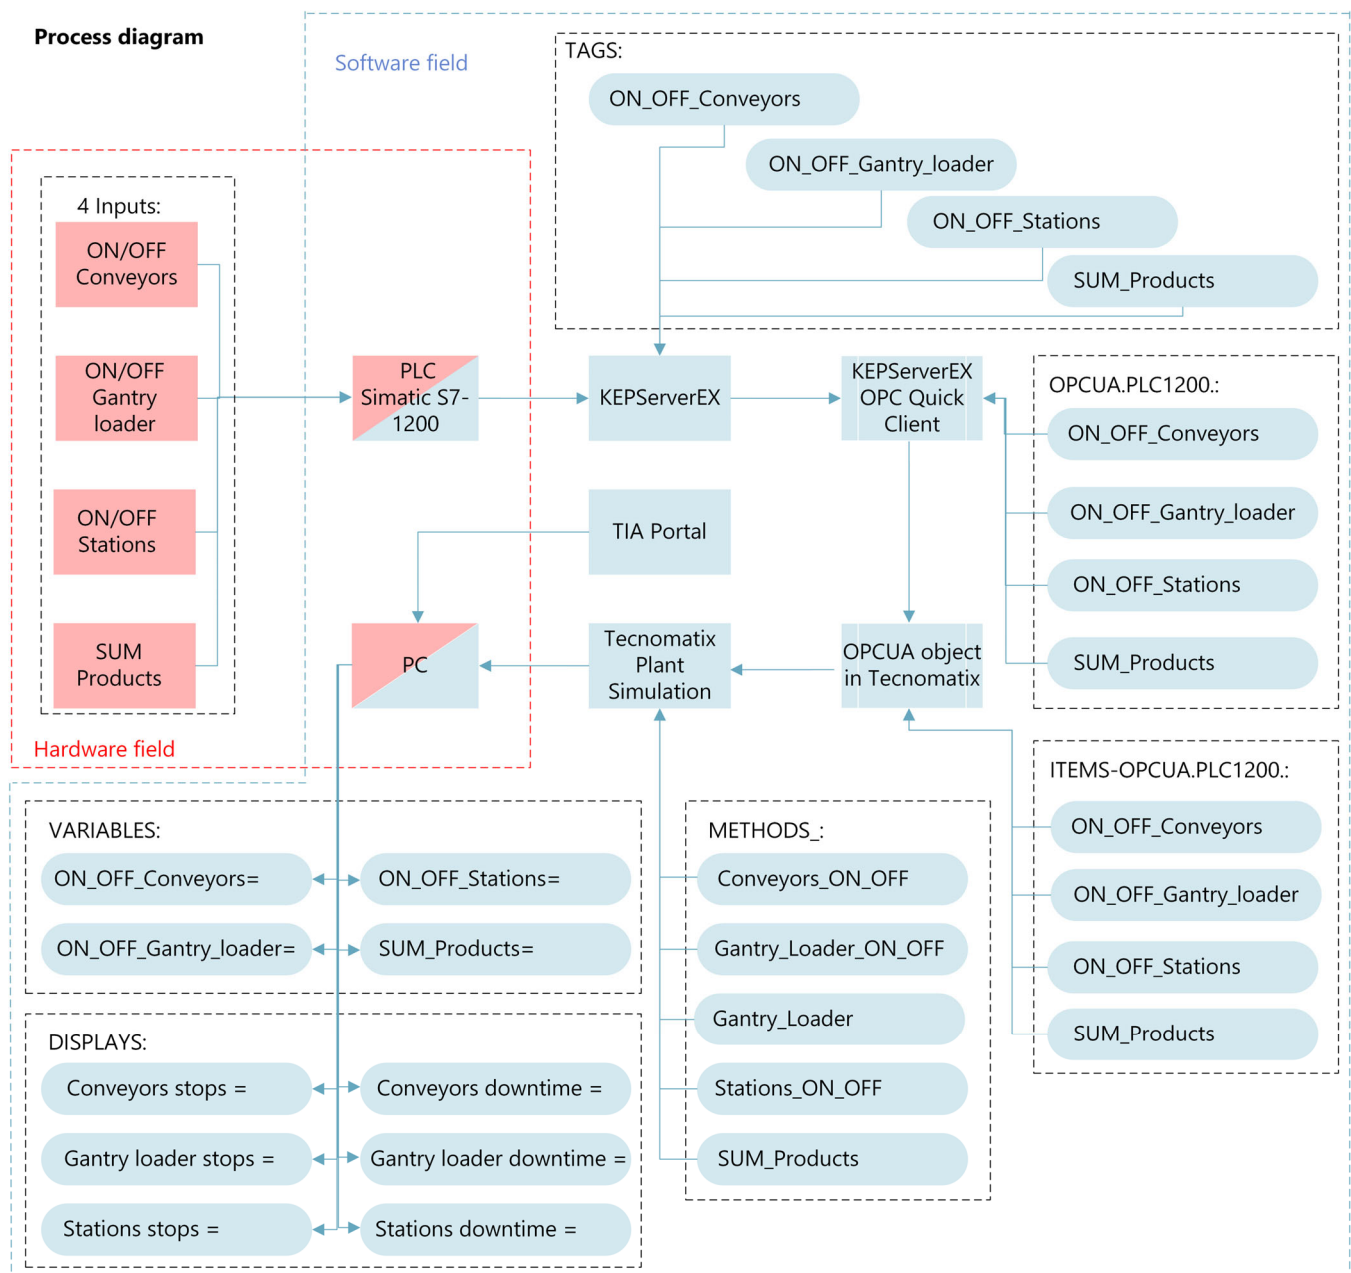 Process diagram
Software field
TAGS:
ON_OFF_Conveyors
ON_OFF_Gantry_loader
ON_OFF_Stations
SUM_Products
4 Inputs:
ON/OFF
Conveyors
ON/OFF
Gantry
loader
ON/OFF
Stations
SUM
Products
Hardware field
PLC
Simatic S7-
1200
KEPServerEX
KEPServerEX
OPC Quick
Client
OPCUA.PLC1200.:
ON_OFF_Conveyors
ON_OFF_Gantry_loader
ON_OFF_Stations
SUM_Products
TIA Portal
PC
Tecnomatix
Plant
Simulation
OPCUA object
in Tecnomatix
ITEMS-OPCUA.PLC1200.:
ON_OFF_Conveyors
ON_OFF_Gantry_loader
ON_OFF_Stations
SUM_Products
VARIABLES:
ON_OFF_Conveyors=
ON_OFF_Stations=
ON_OFF_Gantry_loader=
SUM_Products=
METHODS_:
Conveyors_ON_OFF
Gantry_Loader_ON_OFF
Gantry_Loader
Stations_ON_OFF
SUM_Products
DISPLAYS:
Conveyors stops =
Conveyors downtime =
Gantry loader stops =
Gantry loader downtime =
Stations stops =
Stations downtime =